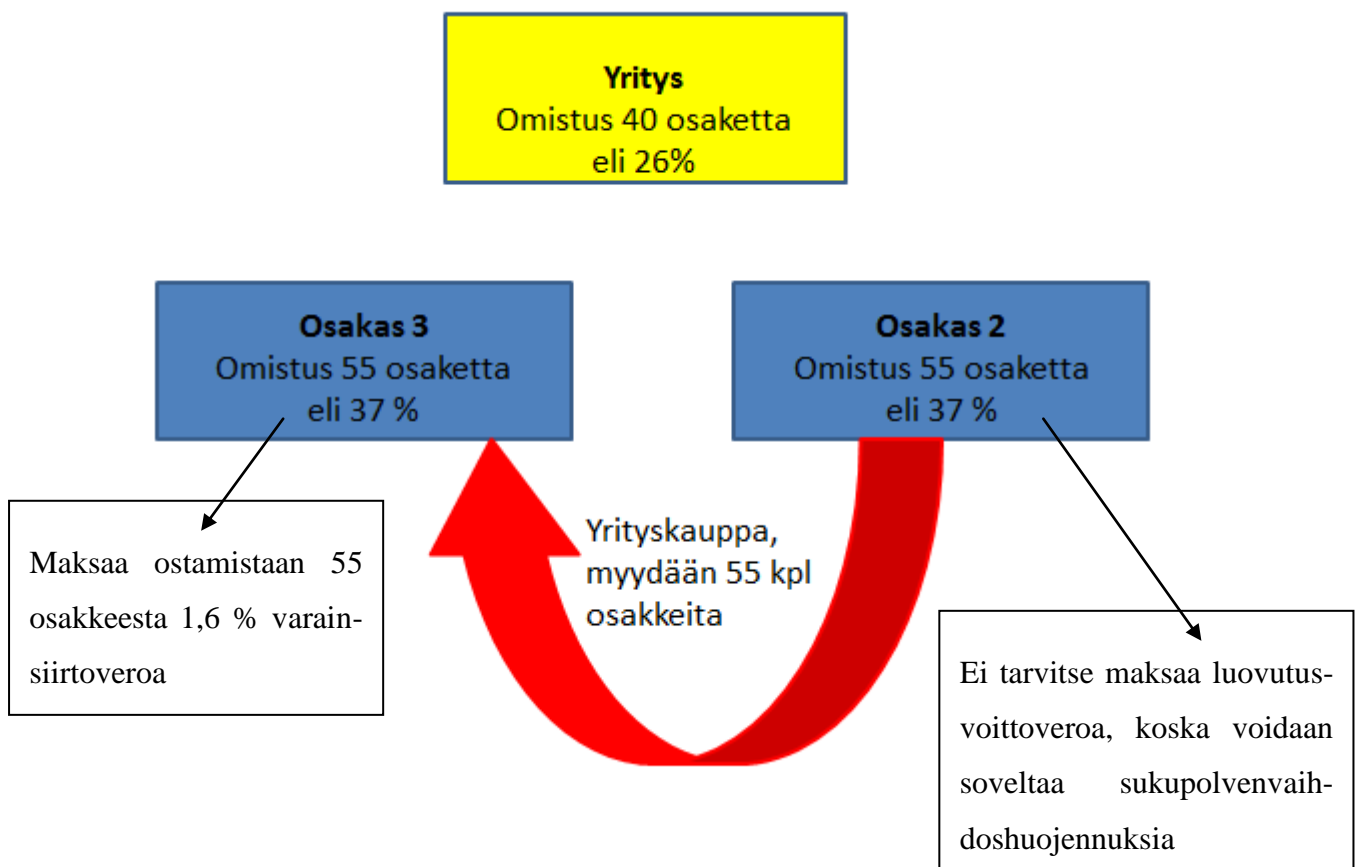 Yritys
Omistus 40 osaketta
eli 26%
Osakas 3
Omistus 55 osaketta
eli 37 %
Osakas 2
Omistus 55 osaketta
eli 37 %
Maksaa ostamistaan 55
osakkeesta 1,6 % varain-
siirtoveroa
Yrityskauppa,
myydään 55 kpl
osakkeita
Ei tarvitse maksaa luovutus-
voittoveroa, koska voidaan
soveltaa sukupolvenvaih-
doshuojennuksia